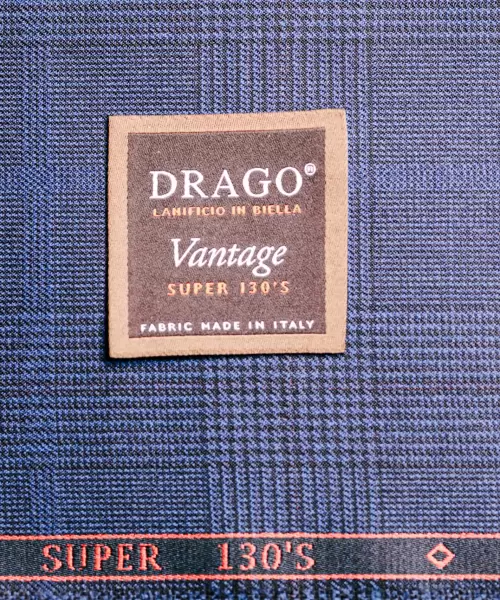 DRAGO®
LANIFICIO IN BIELLA
Vantage
SUPER 130'S
FABRIC MADE IN ITALY
SUPER 130'S